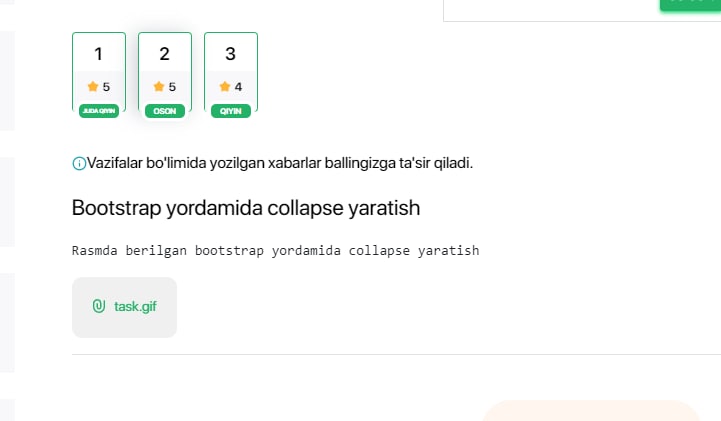 1 2 3
5 5 4
JUDA QIYIN OSON QIYIN
Vazifalar bo'limida yozilgan xabarlar ballingizga ta'sir qiladi.
Bootstrap yordamida collapse yaratish
Rasmda berilgan bootstrap yordamida collapse yaratish
task.gif